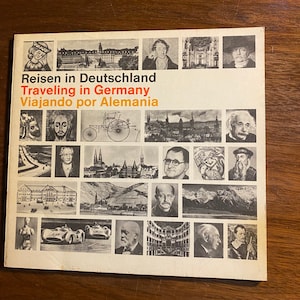 Reisen in Deutschland
Traveling in Germany
Viajando por Alemania